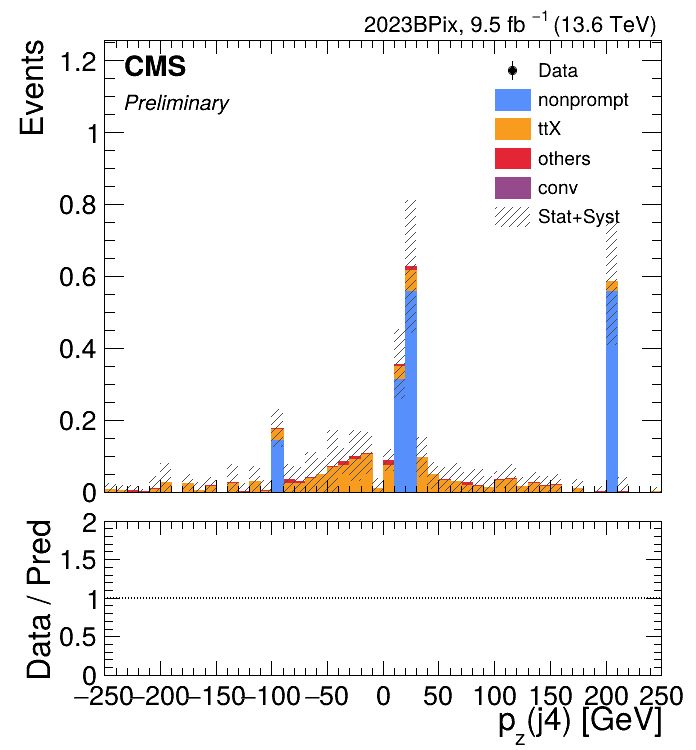 2023BPix, 9.5 fb⁻¹ (13.6 TeV)
CMS
Preliminary
Data
nonprompt
ttX
others
conv
Stat+Syst
Events
1.2
1
0.8
0.6
0.4
0.2
0
Data / Pred
2
1.5
1
0.5
0
−250 −200 −150 −100 −50 0 50 100 150 200 250
p_z(j4) [GeV]